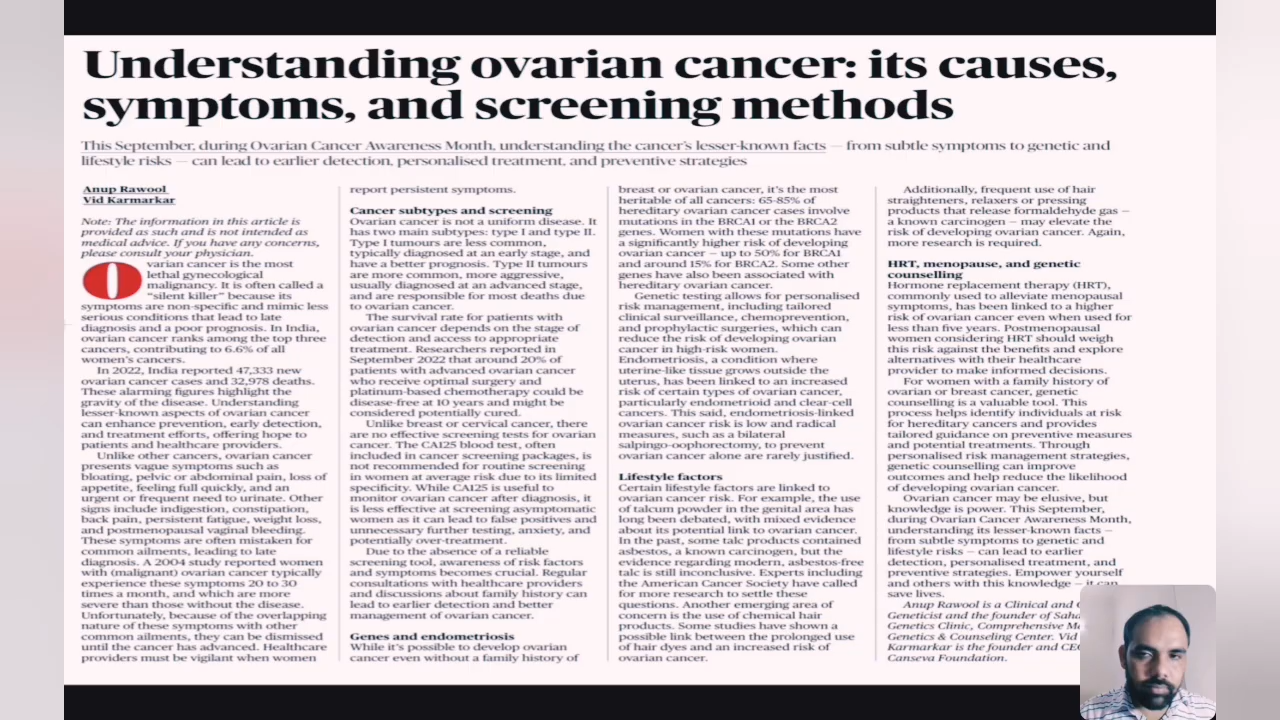 Understanding ovarian cancer: its causes,
symptoms, and screening methods
This September, during Ovarian Cancer Awareness Month, understanding the cancer's lesser-known facts — from subtle symptoms to genetic and
lifestyle risks — can lead to earlier detection, personalised treatment, and preventive strategies
Anup Rawool
Vid Karmarkar
Note: The information in this article is
provided as such and is not intended as
medical advice. If you have any concerns,
please consult your physician.
Ovarian cancer is the most
lethal gynecological
malignancy. It is often called a
“silent killer” because its
symptoms are non-specific and mimic less
serious conditions that lead to late
diagnosis and a poor prognosis. In India,
ovarian cancer ranks among the top three
cancers, contributing to 6.6% of all
women's cancers.
In 2022, India reported 47,333 new
ovarian cancer cases and 32,978 deaths.
These alarming figures highlight the
gravity of the disease. Understanding
lesser-known aspects of ovarian cancer
can enhance prevention, early detection,
and treatment efforts, offering hope to
patients and healthcare providers.
Unlike other cancers, ovarian cancer
presents vague symptoms such as
bloating, pelvic or abdominal pain, loss of
appetite, feeling full quickly, and an
urgent or frequent need to urinate. Other
signs include indigestion, constipation,
back pain, persistent fatigue, weight loss,
and postmenopausal vaginal bleeding.
These symptoms are often mistaken for
common ailments, leading to late
diagnosis. A 2004 study reported women
with (malignant) ovarian cancer typically
experience these symptoms 20 to 30
times a month, and which are more
severe than those without the disease.
Unfortunately, because of the overlapping
nature of these symptoms with other
common ailments, they can be dismissed
until the cancer has advanced. Healthcare
providers must be vigilant when women
report persistent symptoms.
Cancer subtypes and screening
Ovarian cancer is not a uniform disease. It
has two main subtypes: type I and type II.
Type I tumours are less common,
typically diagnosed at an early stage, and
have a better prognosis. Type II tumours
are more common, more aggressive,
usually diagnosed at an advanced stage,
and are responsible for most deaths due
to ovarian cancer.
The survival rate for patients with
ovarian cancer depends on the stage of
detection and access to appropriate
treatment. Researchers reported in
September 2022 that around 20% of
patients with advanced ovarian cancer
who receive optimal surgery and
platinum-based chemotherapy could be
disease-free at 10 years and might be
considered potentially cured.
Unlike breast or cervical cancer, there
are no effective screening tests for ovarian
cancer. The CA125 blood test, often
included in cancer screening packages, is
not recommended for routine screening
in women at average risk due to its limited
specificity. While CA125 is useful to
monitor ovarian cancer after diagnosis, it
is less effective at screening asymptomatic
women as it can lead to false positives and
unnecessary further testing, anxiety, and
potentially over-treatment.
Due to the absence of a reliable
screening tool, awareness of risk factors
and symptoms becomes crucial. Regular
consultations with healthcare providers
and discussions about family history can
lead to earlier detection and better
management of ovarian cancer.
Genes and endometriosis
While it's possible to develop ovarian
cancer even without a family history of
breast or ovarian cancer, it's the most
heritable of all cancers: 65-85% of
hereditary ovarian cancer cases involve
mutations in the BRCA1 or the BRCA2
genes. Women with these mutations have
a significantly higher risk of developing
ovarian cancer — up to 50% for BRCA1
and around 15% for BRCA2. Some other
genes have also been associated with
hereditary ovarian cancer.
Genetic testing allows for personalised
risk management, including tailored
clinical surveillance, chemoprevention,
and prophylactic surgeries, which can
reduce the risk of developing ovarian
cancer in high-risk women.
Endometriosis, a condition where
uterine-like tissue grows outside the
uterus, has been linked to an increased
risk of certain types of ovarian cancer,
particularly endometrioid and clear-cell
cancers. This said, endometriosis-linked
ovarian cancer risk is low and radical
measures, such as a bilateral
salpingo-oophorectomy, to prevent
ovarian cancer alone are rarely justified.
Lifestyle factors
Certain lifestyle factors are linked to
ovarian cancer risk. For example, the use
of talcum powder in the genital area has
long been debated, with mixed evidence
about its potential link to ovarian cancer.
In the past, some talc products contained
asbestos, a known carcinogen, but the
evidence regarding modern, asbestos-free
talc is still inconclusive. Experts including
the American Cancer Society have called
for more research to settle these
questions. Another emerging area of
concern is the use of chemical hair
products. Some studies have shown a
possible link between the prolonged use
of hair dyes and an increased risk of
ovarian cancer.
Additionally, frequent use of hair
straighteners, relaxers or pressing
products that release formaldehyde gas —
a known carcinogen — may elevate the
risk of developing ovarian cancer. Again,
more research is required.
HRT, menopause, and genetic
counselling
Hormone replacement therapy (HRT),
commonly used to alleviate menopausal
symptoms, has been linked to a higher
risk of ovarian cancer even when used for
less than five years. Postmenopausal
women considering HRT should weigh
this risk against the benefits and explore
alternatives with their healthcare
provider to make informed decisions.
For women with a family history of
ovarian or breast cancer, genetic
counselling is a valuable tool. This
process helps identify individuals at risk
for hereditary cancers and provides
tailored guidance on preventive measures
and potential treatments. Through
personalised risk management strategies,
genetic counselling can improve
outcomes and help reduce the likelihood
of developing ovarian cancer.
Ovarian cancer may be elusive, but
knowledge is power. This September,
during Ovarian Cancer Awareness Month,
understanding its lesser-known facts —
from subtle symptoms to genetic and
lifestyle risks — can lead to earlier
detection, personalised treatment, and
preventive strategies. Empower yourself
and others with this knowledge — it can
save lives.
Anup Rawool is a Clinical and
Geneticist and the founder of
Genetics Clinic, Comprehensive
Genetics & Counseling Center. Vid
Karmarkar is the founder and
Canseva Foundation.